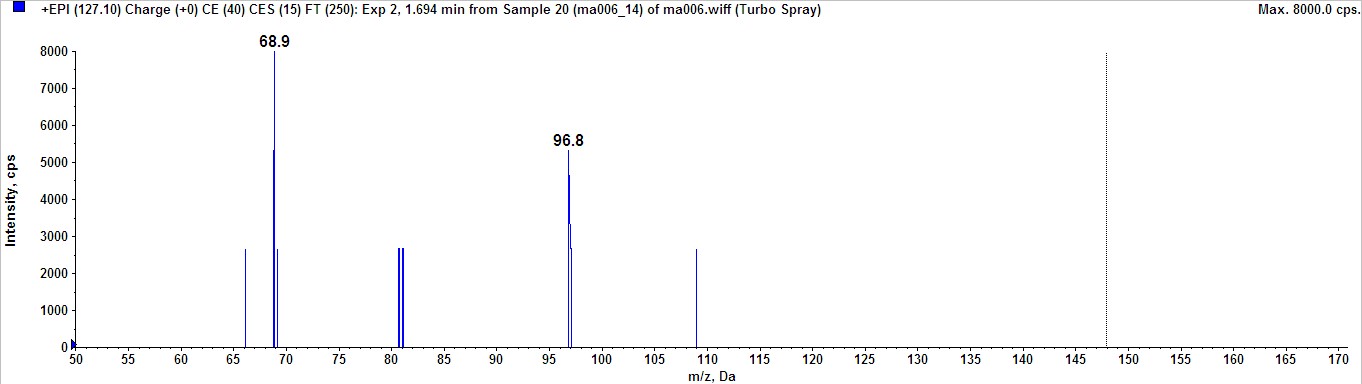 +EPI (127.10) Charge (+0) CE (40) CES (15) FT (250): Exp 2, 1.694 min from Sample 20 (ma006_14) of ma006.wiff (Turbo Spray) Max. 8000.0 cps.
68.9
96.8
8000
7000
6000
5000
4000
3000
2000
1000
0
Intensity, cps
50 55 60 65 70 75 80 85 90 95 100 105 110 115 120 125 130 135 140 145 150 155 160 165 170
m/z, Da